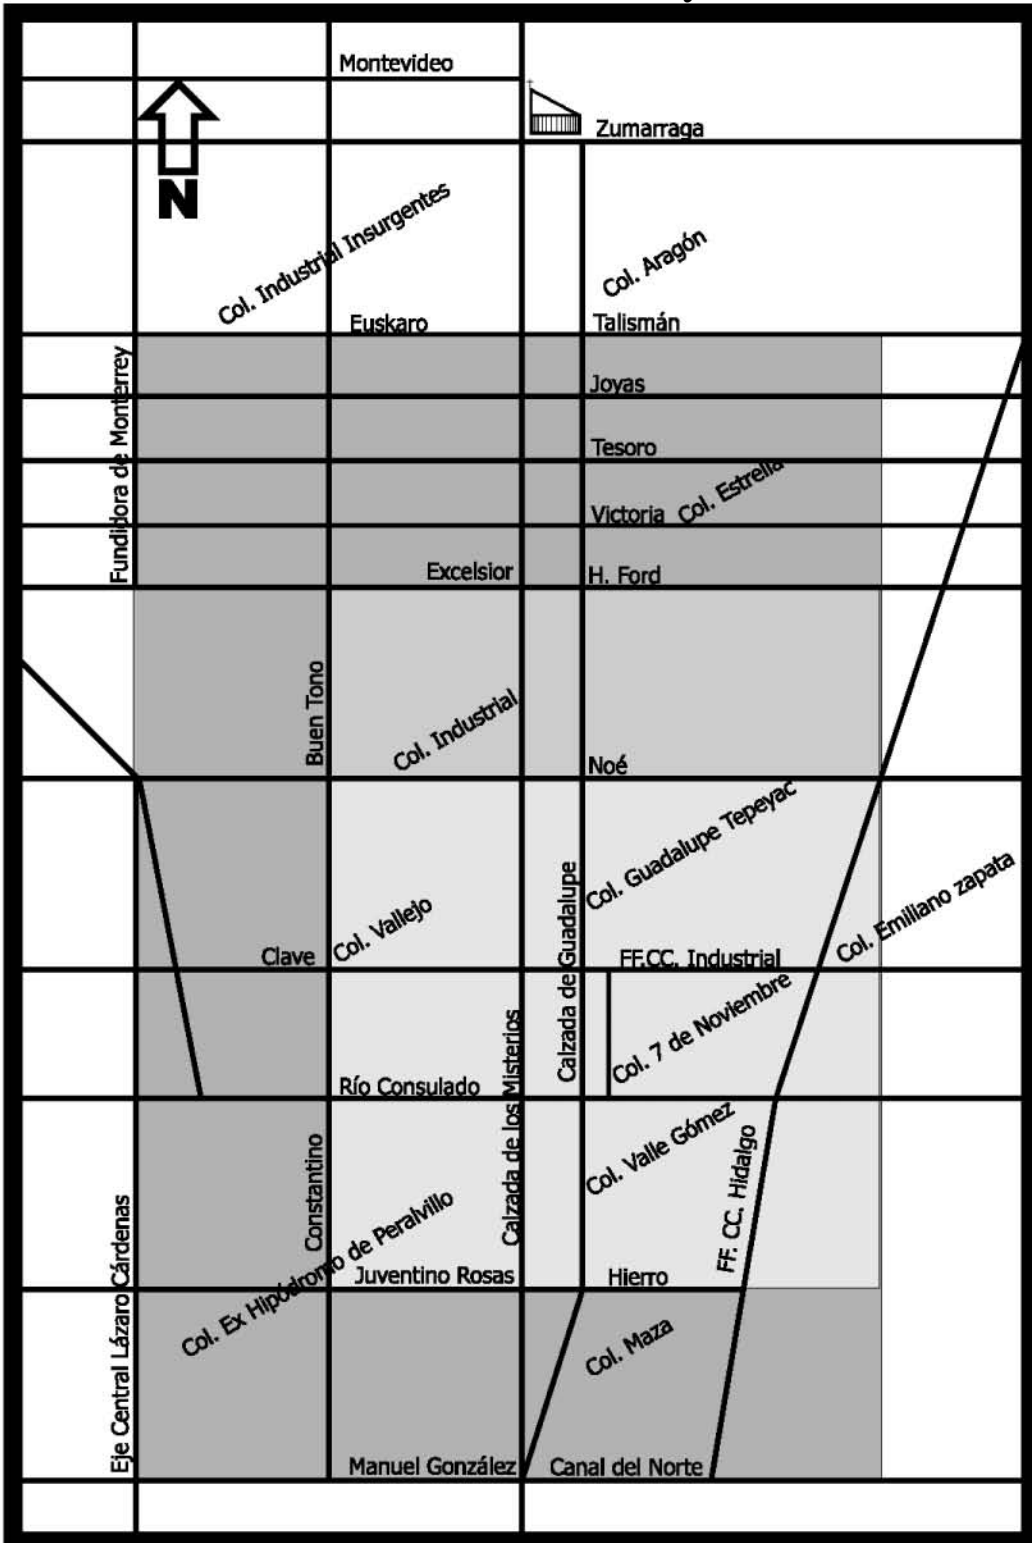 Montevideo
Zumarraga
N
Col. Industrial Insurgentes
Col. Aragón
Euskaro
Talismán
Fundidora de Monterrey
Joyas
Tesoro
Col. Estrella
Victoria
Excelsior
H. Ford
Buen Tono
Col. Industrial
Noé
Col. Guadalupe Tepeyac
Calzada de Guadalupe
Col. Emiliano zapata
Col. Vallejo
Clave
FF.CC. Industrial
Col. 7 de Noviembre
Calzada de los Misterios
Río Consulado
Col. Valle Gómez
FF. CC. Hidalgo
Constantino
Col. Ex Hipódromo de Peralvillo
Eje Central Lázaro Cárdenas
Juventino Rosas
Hierro
Col. Maza
Manuel González
Canal del Norte